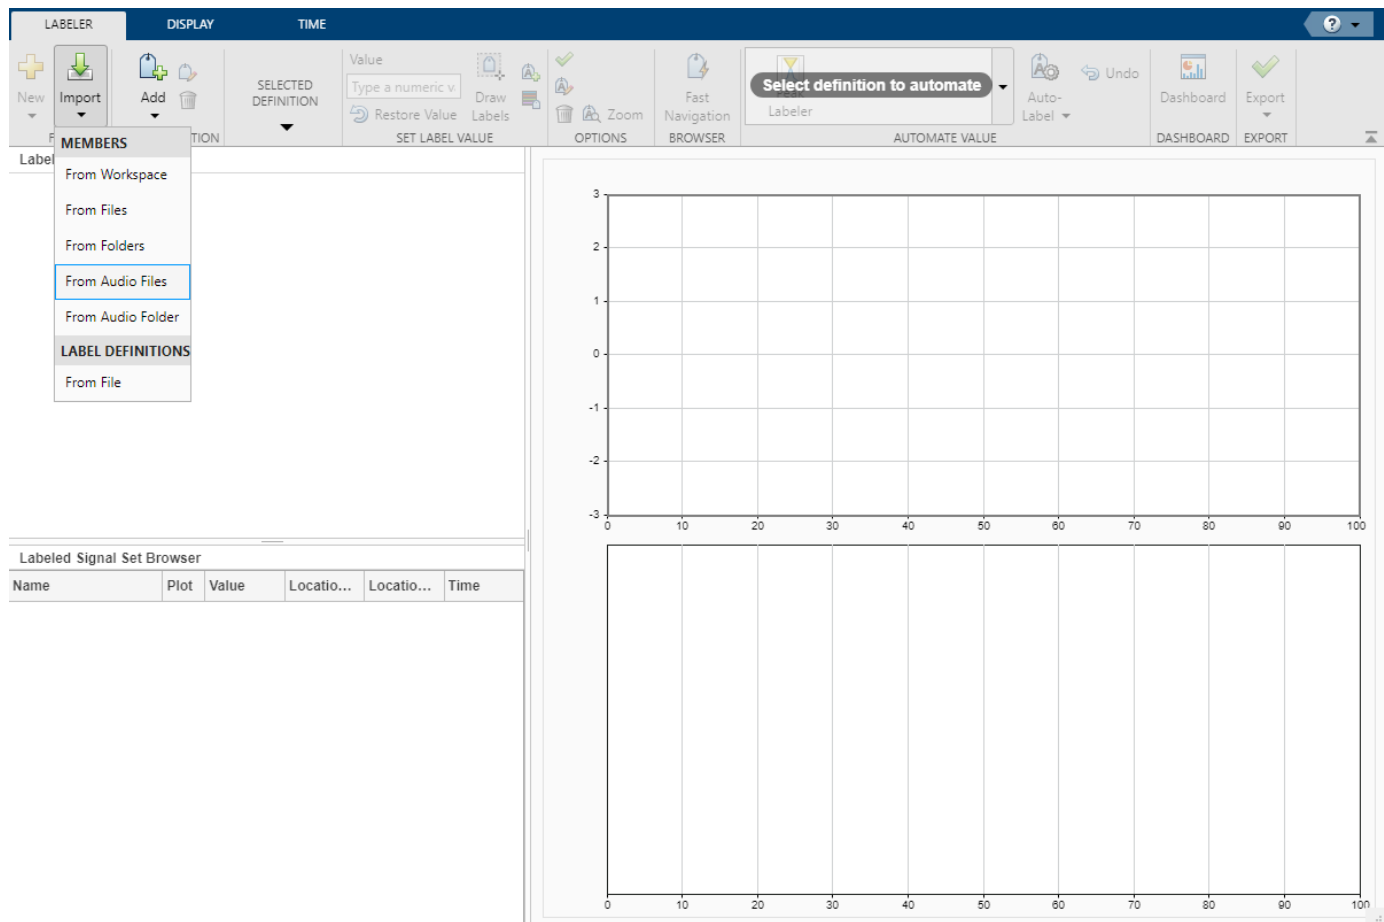 LABELER DISPLAY TIME ?
New Import Add
SELECTED DEFINITION
Value
Type a numeric v.
Restore Value
Draw Labels
Zoom
Fast Navigation
Select definition to automate
Labeler
Auto-Label
Undo
Dashboard
Export
SET LABEL VALUE OPTIONS BROWSER AUTOMATE VALUE DASHBOARD EXPORT
MEMBERS
From Workspace
From Files
From Folders
From Audio Files
From Audio Folder
LABEL DEFINITIONS
From File
3
2
1
0
-1
-2
-3
0 10 20 30 40 50 60 70 80 90 100
Labeled Signal Set Browser
Name Plot Value Locatio... Locatio... Time
0 10 20 30 40 50 60 70 80 90 100